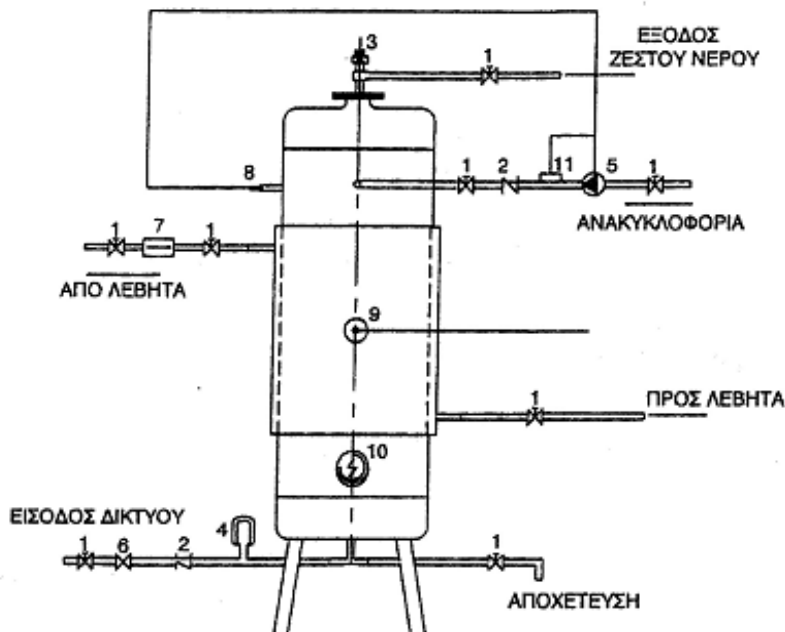 3
1
ΕΞΟΔΟΣ
ΖΕΣΤΟΥ ΝΕΡΟΥ
8
1
2
11
5
1
ΑΝΑΚΥΚΛΟΦΟΡΙΑ
1
7
1
ΑΠΟ ΛΕΒΗΤΑ
9
1
ΠΡΟΣ ΛΕΒΗΤΑ
10
ΕΙΣΟΔΟΣ ΔΙΚΤΥΟΥ
1
6
2
4
1
ΑΠΟΧΕΤΕΥΣΗ